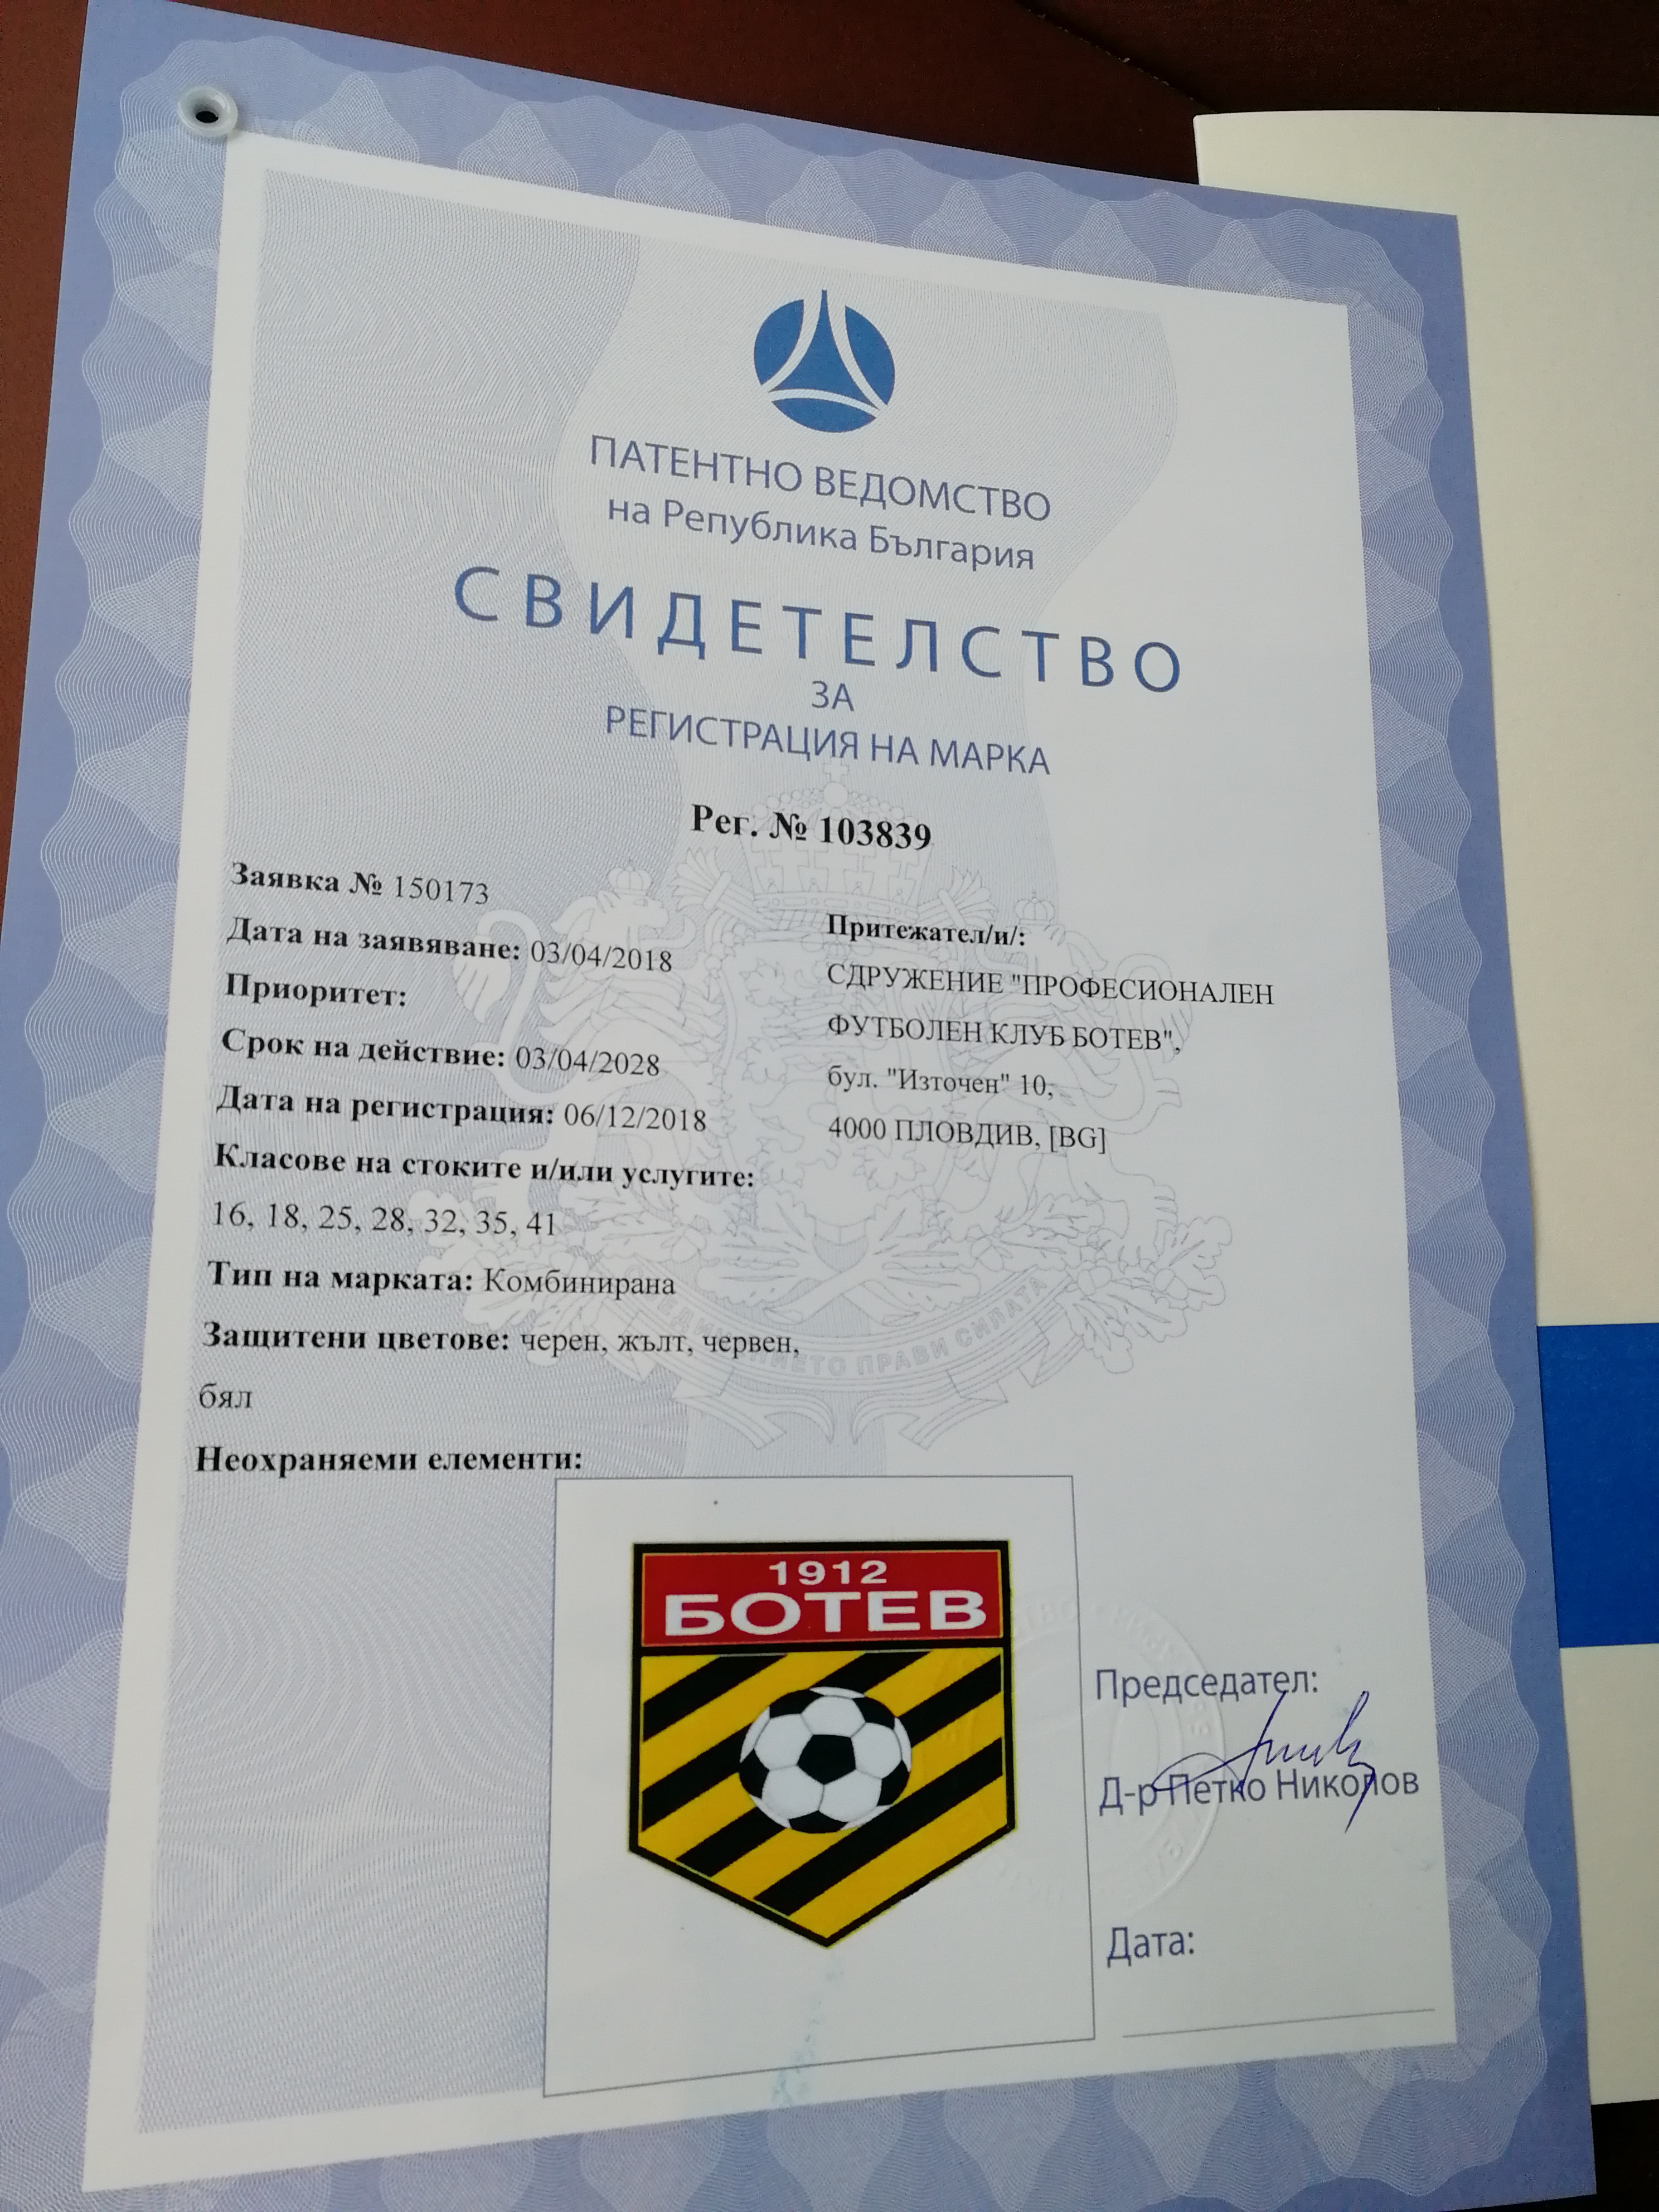 ПАТЕНТНО ВЕДОМСТВО
на Република България
СВИДЕТЕЛСТВО
ЗА
РЕГИСТРАЦИЯ НА МАРКА
Рег. № 103839
Заявка № 150173
Дата на заявяване: 03/04/2018
Приоритет:
Срок на действие: 03/04/2028
Дата на регистрация: 06/12/2018
Класове на стоките и/или услугите:
16, 18, 25, 28, 32, 35, 41
Тип на марката: Комбинирана
Защитени цветове: черен, жълт, червен,
бял
Неохраняеми елементи:
Притежател/и/:
СДРУЖЕНИЕ "ПРОФЕСИОНАЛЕН
ФУТБОЛЕН КЛУБ БОТЕВ",
бул. "Източен" 10,
4000 ПЛОВДИВ, [BG]
ПРАВИ СИЛАТА
1912
БОТЕВ
Председател:
Д-р Петко Николов
Дата: